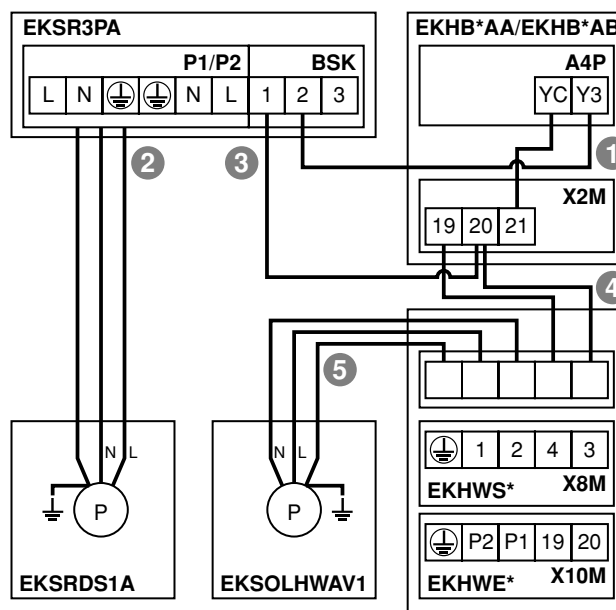 EKSR3PA
P1/P2 BSK
L N N L 1 2 3
EKHB*AA/EKHB*AB
A4P
YC Y3
1
2
3
X2M
19 20 21
4
5
N L
P
EKSRDS1A
N L
P
EKSOLHWAV1
1 2 4 3
EKHWS* X8M
P2 P1 19 20
EKHWE* X10M